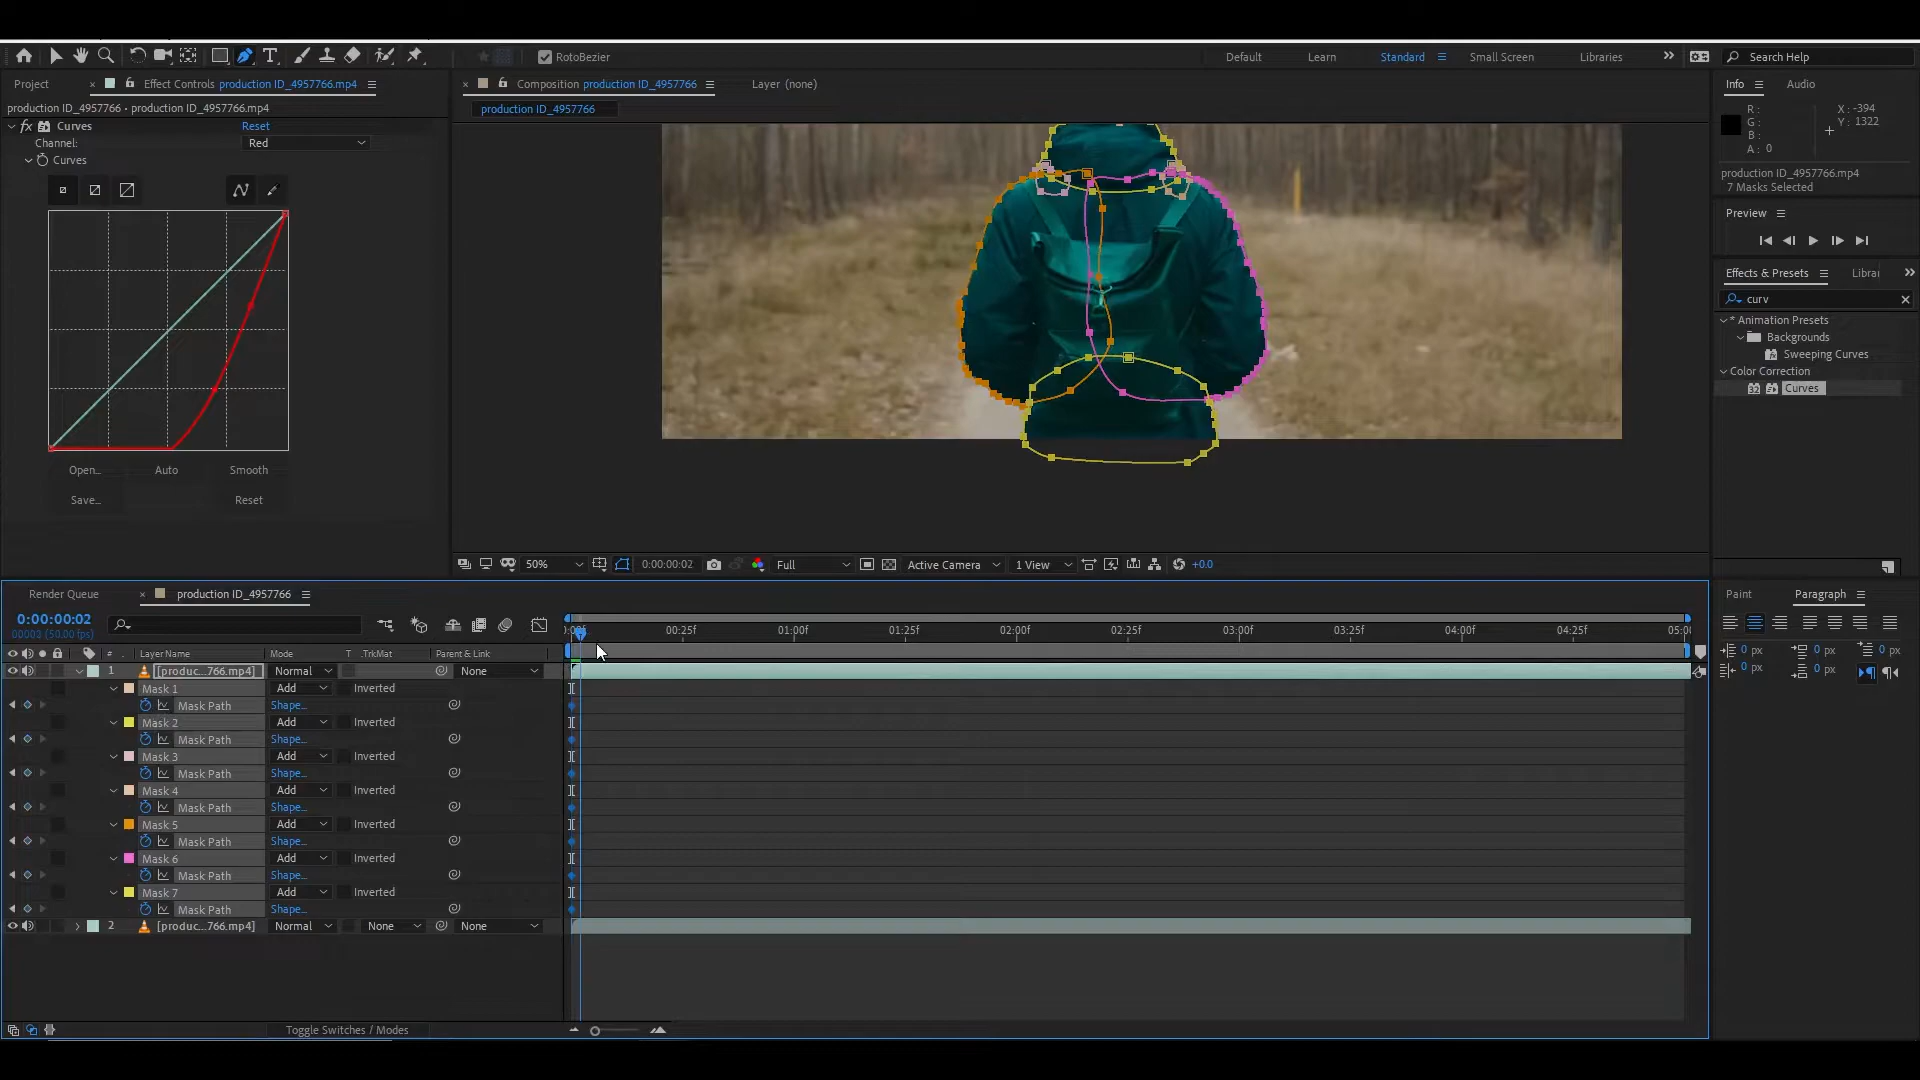 RotoBezier
Default
Learn
Standard
Small Screen
Libraries
Search Help
Project
Effect Controls production ID_4957766.mp4
Composition production ID_4957766
Layer (none)
Info
Audio
production ID_4957766.mp4 • production ID_4957766.mp4
production ID_4957766
R :
G :
B :
A : 0
X : -394
Y : 1322
fx Curves
Reset
Channel:
Red
Curves
production ID_4957766.mp4
7 Masks Selected
Preview
Effects & Presets
Librar
curv
* Animation Presets
Backgrounds
Sweeping Curves
Color Correction
32
Curves
Open...
Auto
Smooth
Save...
Reset
50%
0:00:00:02
Full
Active Camera
1 View
+0.0
Render Queue
production ID_4957766
Paint
Paragraph
0:00:00:02
00003 (50.00 fps)
00:25f
01:00f
01:25f
02:00f
02:25f
03:00f
03:25f
04:00f
04:25f
#
Layer Name
Mode
T
.TrkMat
Parent & Link
0 px
0 px
0 px
0 px
0 px
1
[produc...766.mp4]
Normal
None
Mask 1
Add
Inverted
Mask Path
Shape...
Mask 2
Add
Inverted
Mask Path
Shape...
Mask 3
Add
Inverted
Mask Path
Shape...
Mask 4
Add
Inverted
Mask Path
Shape...
Mask 5
Add
Inverted
Mask Path
Shape...
Mask 6
Add
Inverted
Mask Path
Shape...
Mask 7
Add
Inverted
Mask Path
Shape...
2
[produc...766.mp4]
Normal
None
None
Toggle Switches / Modes